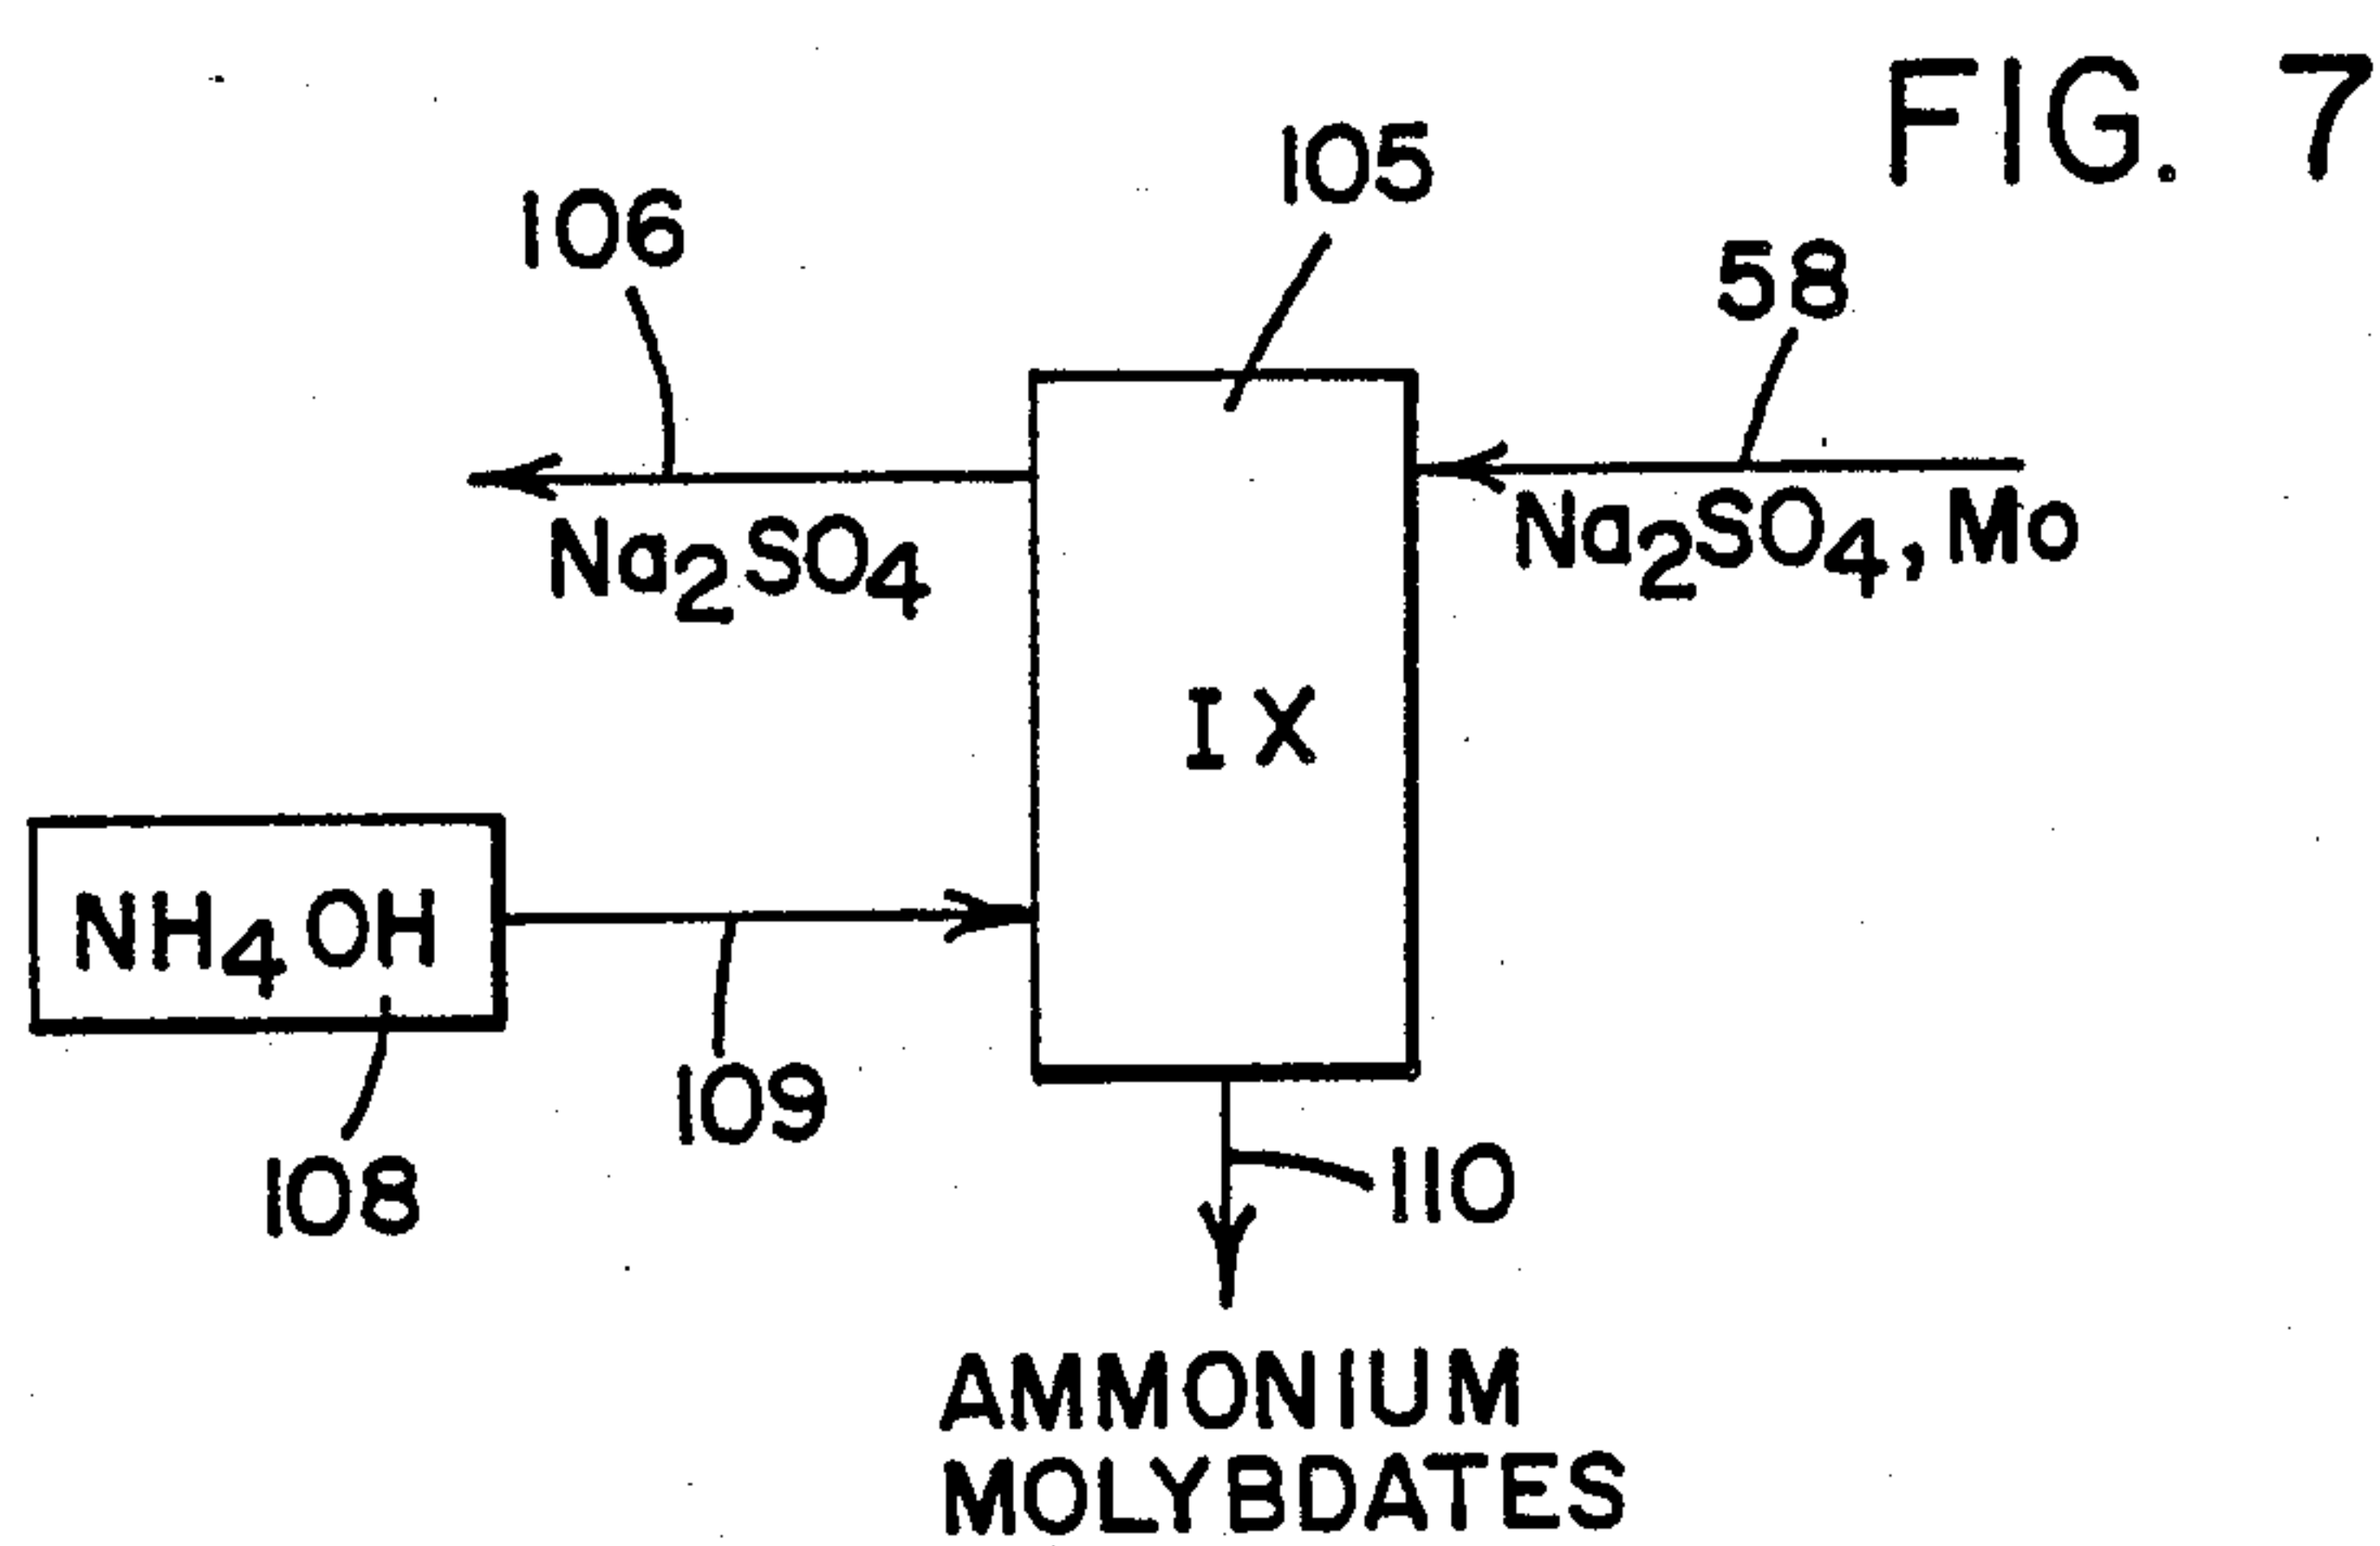 FIG. 7
105
106
58
Na2SO4
Na2SO4, Mo
IX
NH4OH
109
108
110
AMMONIUM
MOLYBDATES